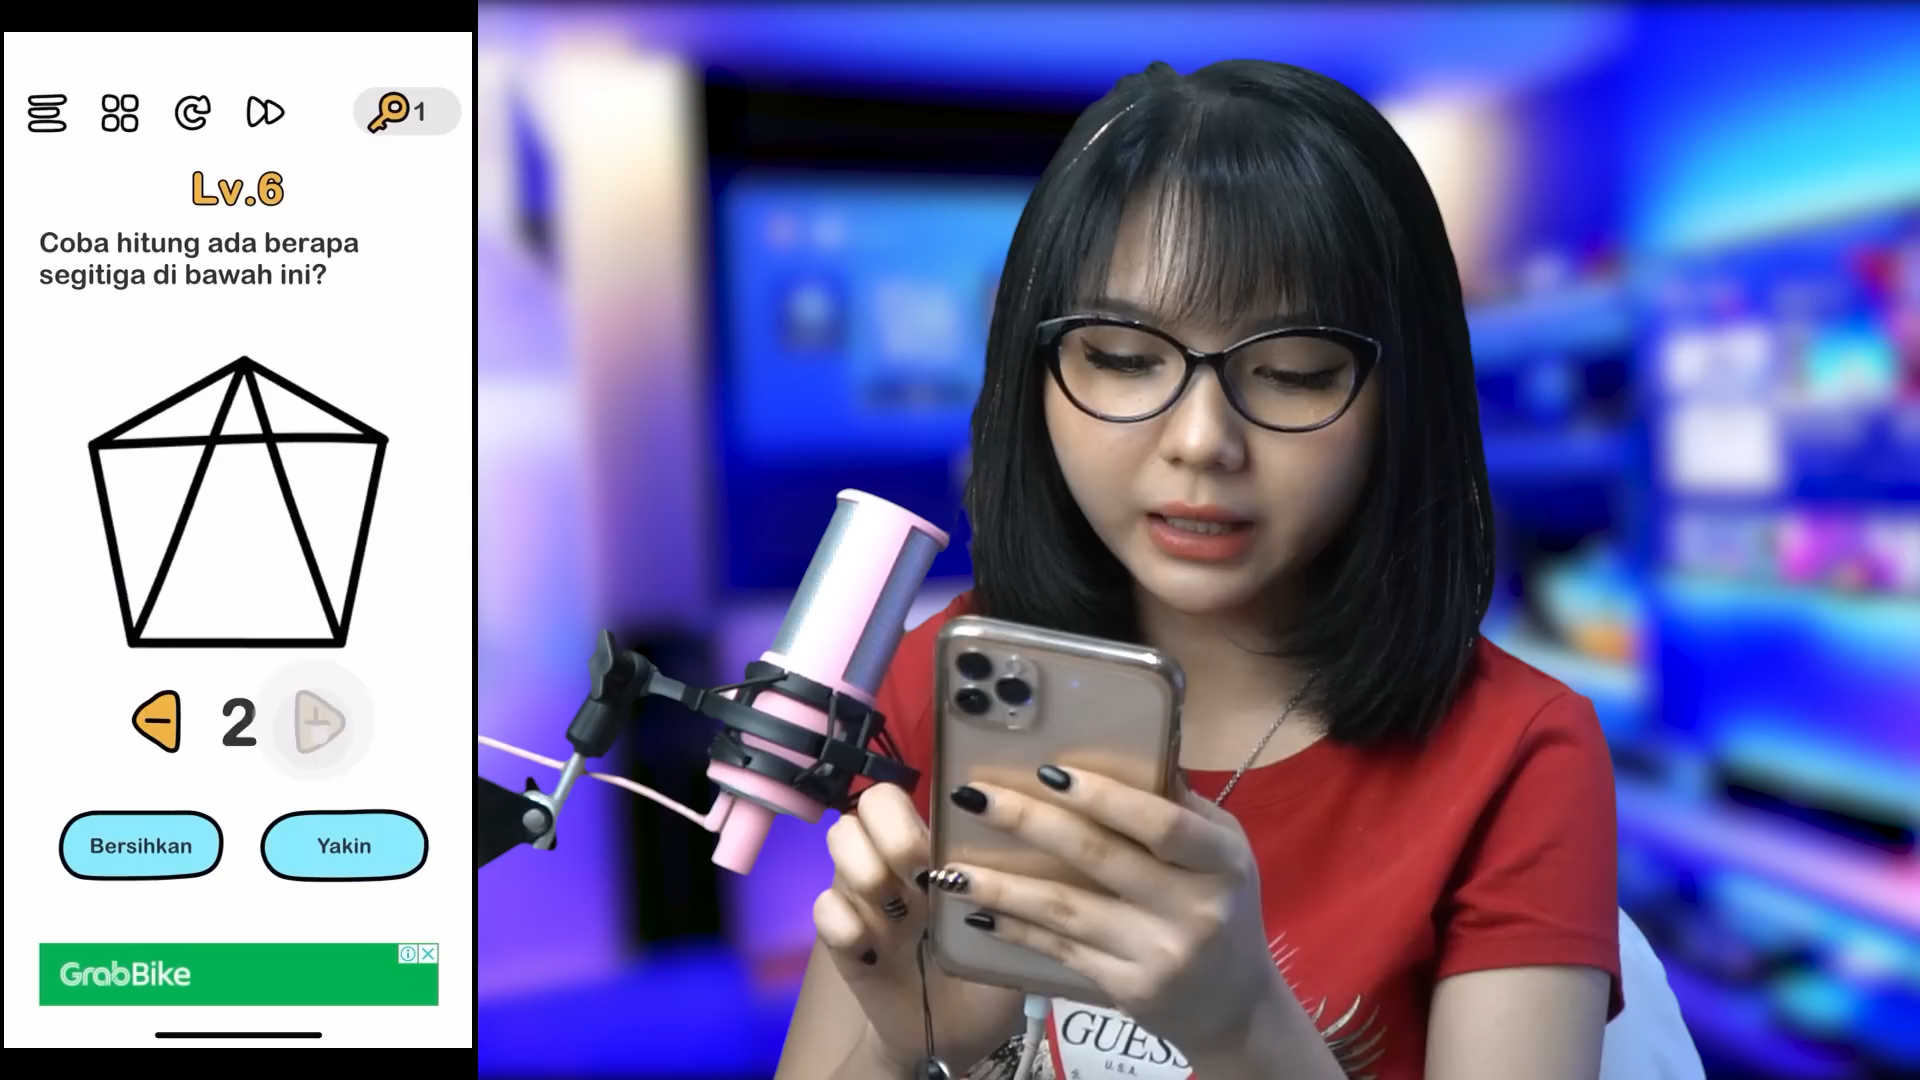 1
Lv.6
Coba hitung ada berapa
segitiga di bawah ini?
2
Bersihkan
Yakin
GrabBike
GUESS
U.S.A.